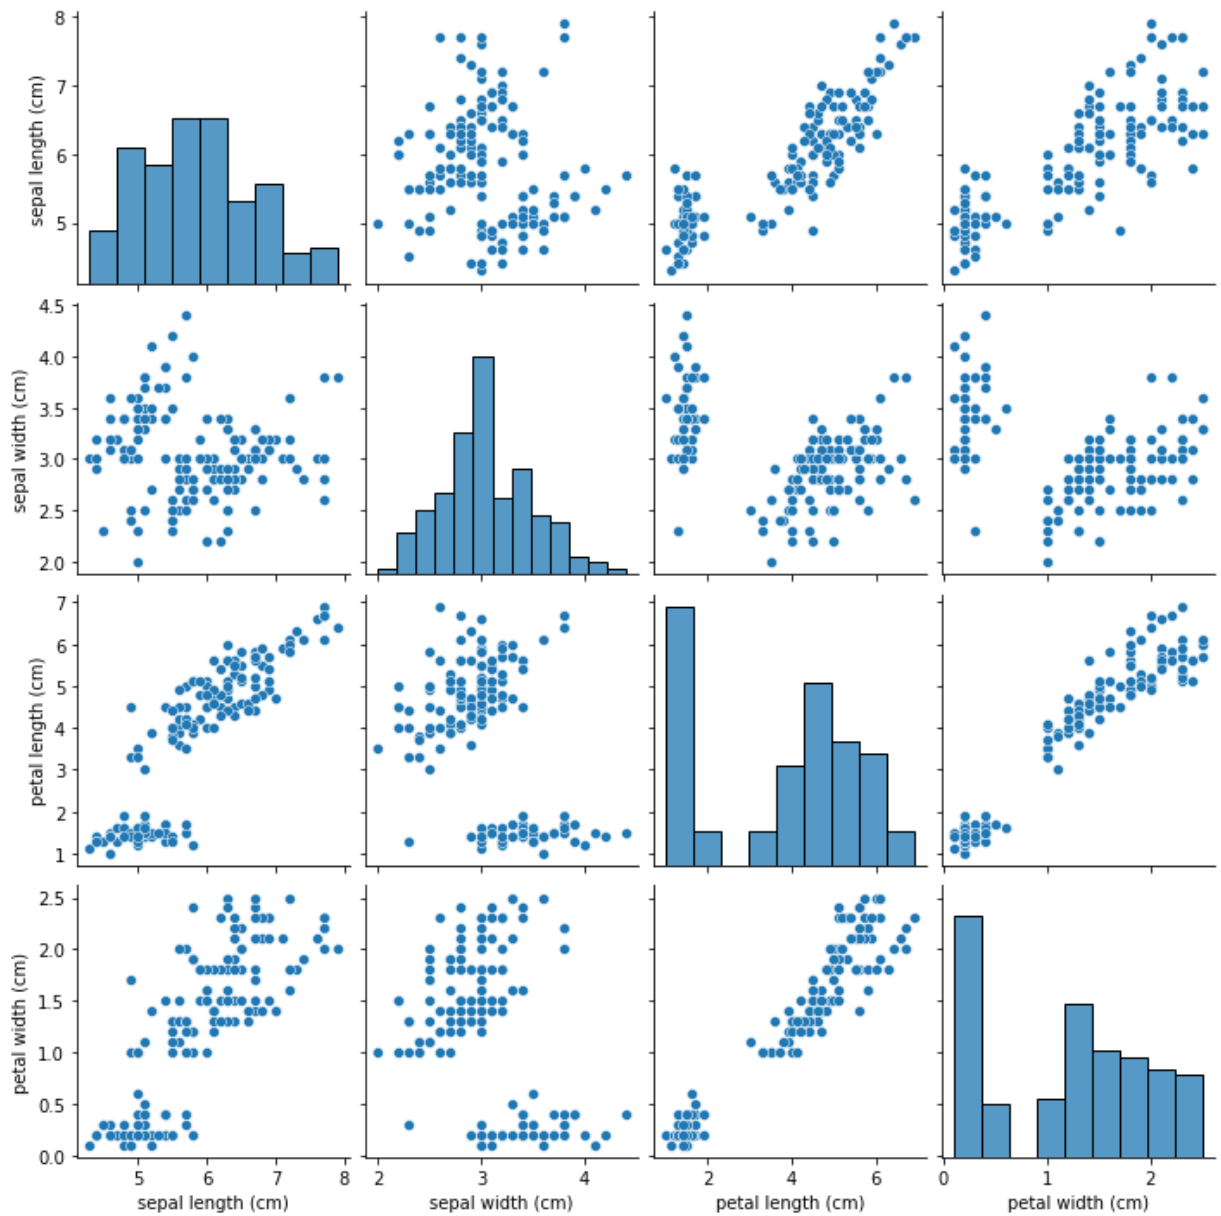 8
7
6
5
sepal length (cm)
4.5
4.0
3.5
3.0
2.5
2.0
sepal width (cm)
7
6
5
4
3
2
1
petal length (cm)
2.5
2.0
1.5
1.0
0.5
0.0
petal width (cm)
5 6 7 8
sepal length (cm)
2 3 4
sepal width (cm)
2 4 6
petal length (cm)
0 1 2
petal width (cm)